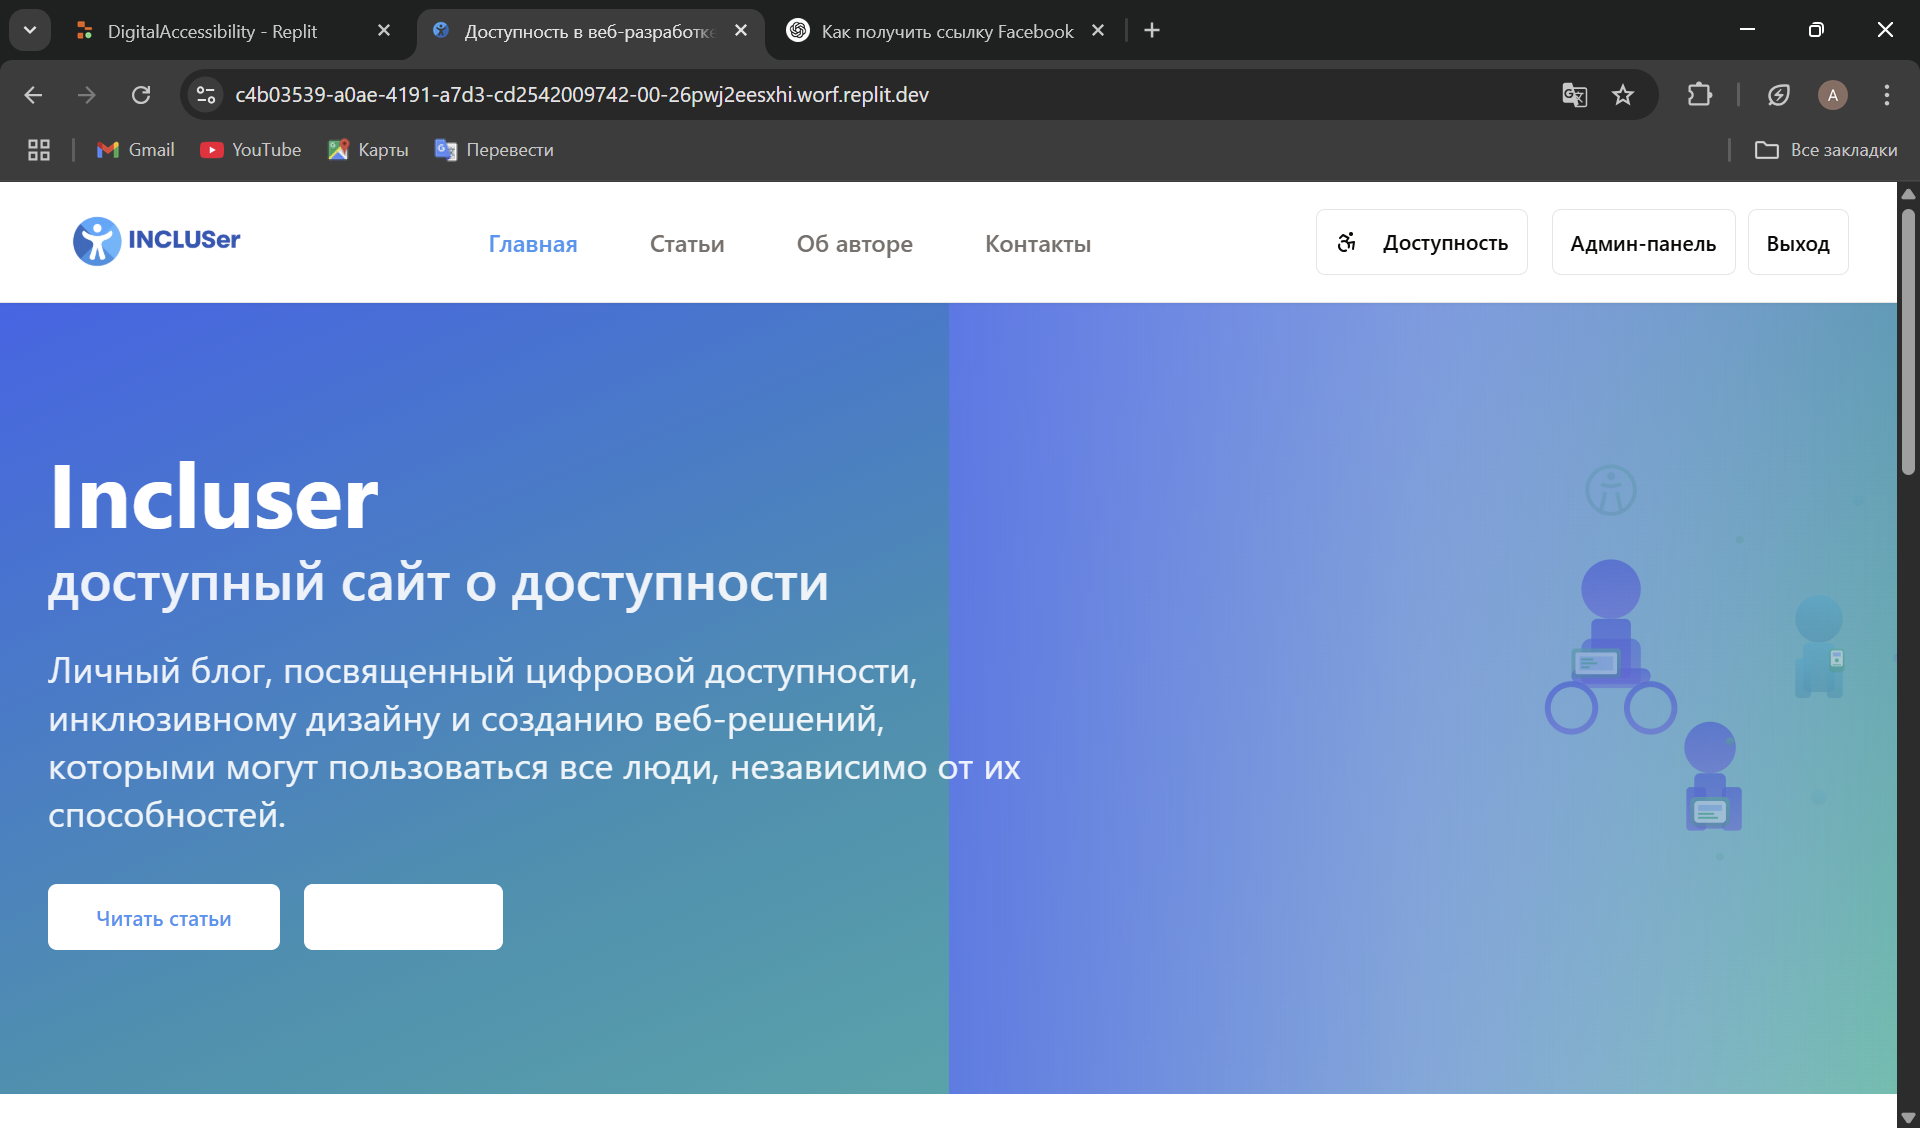 DigitalAccessibility - Replit
Доступность в веб-разработке
Как получить ссылку Facebook
c4b03539-a0ae-4191-a7d3-cd2542009742-00-26pwj2eesxhi.worf.replit.dev
A
Gmail
YouTube
Карты
Перевести
Все закладки
INCLUSer
Главная
Статьи
Об авторе
Контакты
Доступность
Админ-панель
Выход
Incluser
доступный сайт о доступности
Личный блог, посвященный цифровой доступности,
инклюзивному дизайну и созданию веб-решений,
которыми могут пользоваться все люди, независимо от их
способностей.
Читать статьи